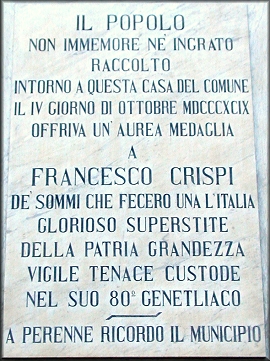 IL POPOLO
NON IMMEMORE NE' INGRATO
RACCOLTO
INTORNO A QUESTA CASA DEL COMUNE
IL IV GIORNO DI OTTOBRE MDCCCXCIX
OFFRIVA UN'AUREA MEDAGLIA
A
FRANCESCO CRISPI
DE' SOMMI CHE FECERO UNA L'ITALIA
GLORIOSO SUPERSTITE
DELLA PATRIA GRANDEZZA
VIGILE TENACE CUSTODE
NEL SUO 80º GENETLIACO
A PERENNE RICORDO IL MUNICIPIO